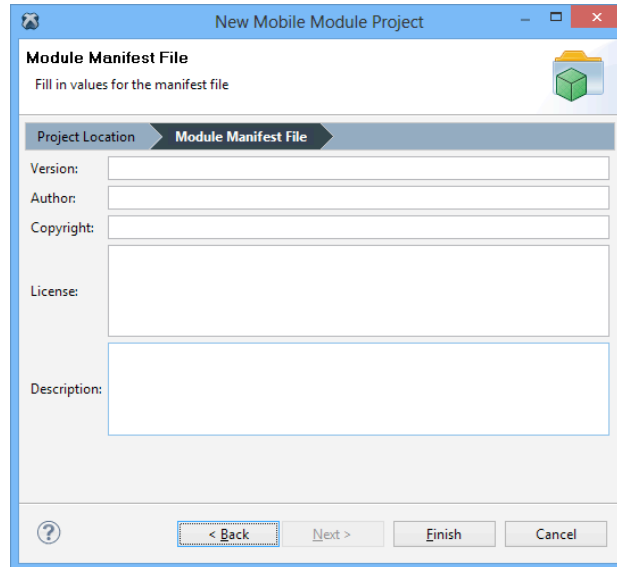 New Mobile Module Project
Module Manifest File
Fill in values for the manifest file
Project Location Module Manifest File
Version:
Author:
Copyright:
License:
Description:
? < Back Next > Finish Cancel